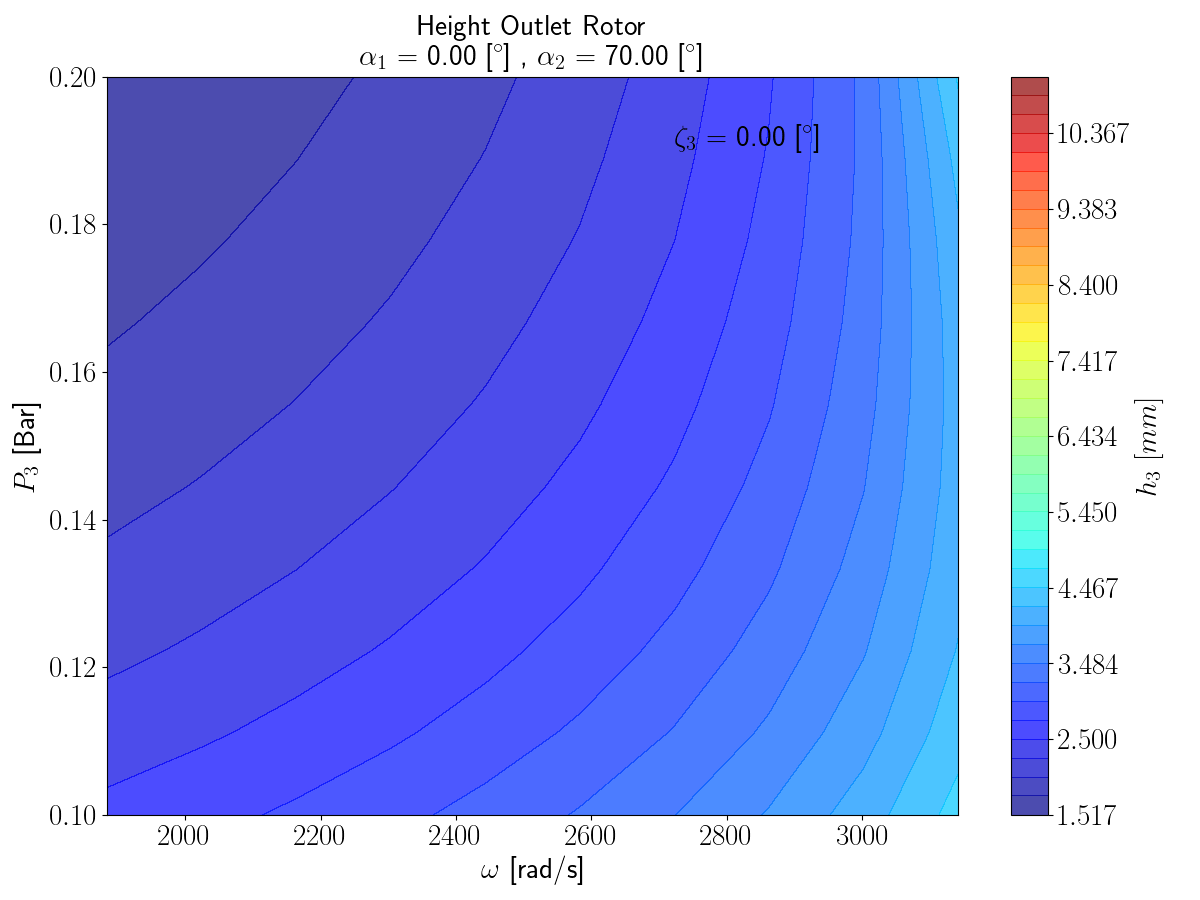 Height Outlet Rotor
α₁ = 0.00 [°] , α₂ = 70.00 [°]
ζ₃ = 0.00 [°]
0.20
0.18
0.16
0.14
0.12
0.10
P₃ [Bar]
2000 2200 2400 2600 2800 3000
ω [rad/s]
10.367
9.383
8.400
7.417
6.434
5.450
4.467
3.484
2.500
1.517
h₃ [mm]